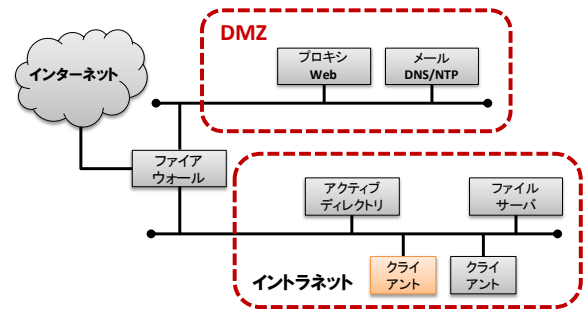 DMZ
プロキシ
Web
メール
DNS/NTP
インターネット
ファイア
ウォール
アクティブ
ディレクトリ
ファイル
サーバ
イントラネット
クライ
アント
クライ
アント